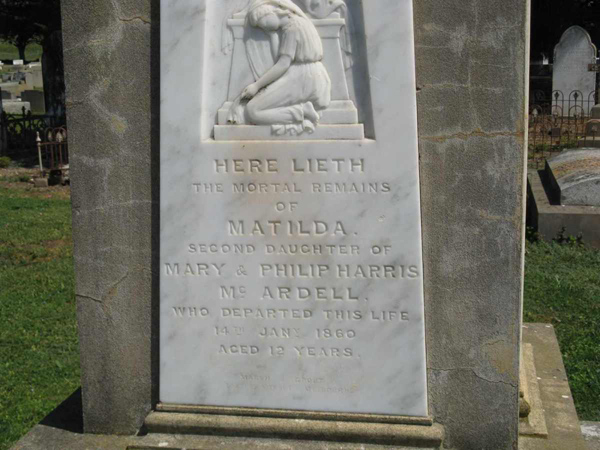 HERE LIETH
THE MORTAL REMAINS
OF
MATILDA.
SECOND DAUGHTER OF
MARY & PHILIP HARRIS
Mc ARDELL.
WHO DEPARTED THIS LIFE
14TH JANY 1860
AGED 12 YEARS.